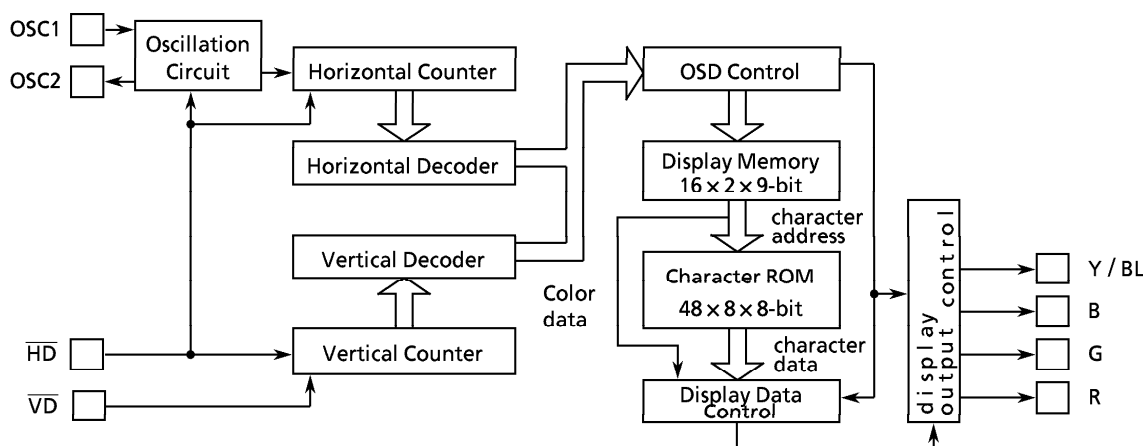 OSC1
OSC2
Oscillation
Circuit
Horizontal Counter
Horizontal Decoder
Vertical Decoder
Vertical Counter
HD
VD
OSD Control
Display Memory
16 × 2 × 9-bit
character
address
Character ROM
48 × 8 × 8-bit
Color
data
character
data
Display Data
Control
display
output control
Y / BL
B
G
R